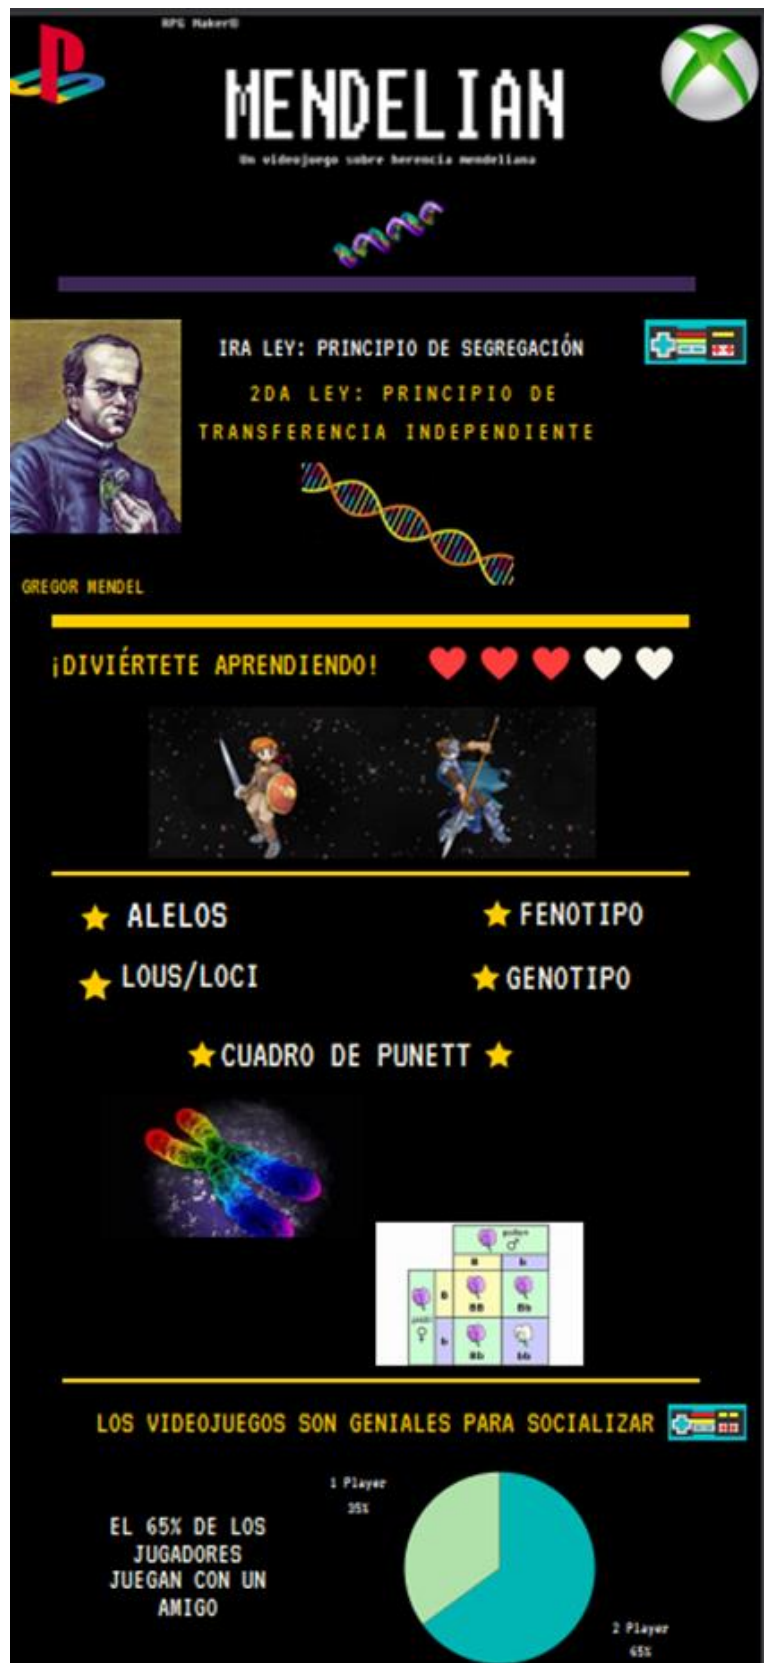 RPG Maker®
MENDELIAN
Un videojuego sobre herencia mendeliana
1RA LEY: PRINCIPIO DE SEGREGACIÓN
2DA LEY: PRINCIPIO DE
TRANSFERENCIA INDEPENDIENTE
GREGOR MENDEL
¡DIVIÉRTETE APRENDIENDO!
ALELOS
FENOTIPO
LOUS/LOCI
GENOTIPO
CUADRO DE PUNETT
♂
B b
B BB Bb
♀
b Bb bb
LOS VIDEOJUEGOS SON GENIALES PARA SOCIALIZAR
1 Player
35%
EL 65% DE LOS
JUGADORES
JUEGAN CON UN
AMIGO
2 Player
65%